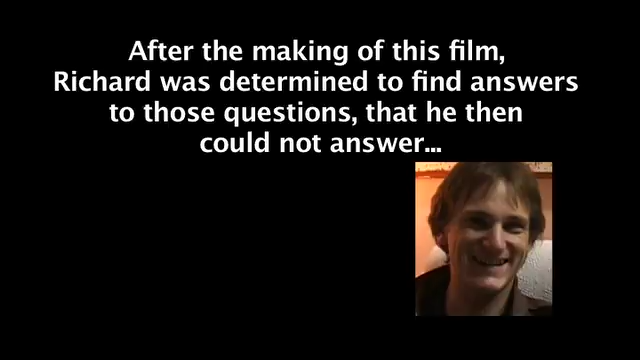 After the making of this film,
Richard was determined to find answers
to those questions, that he then
could not answer...